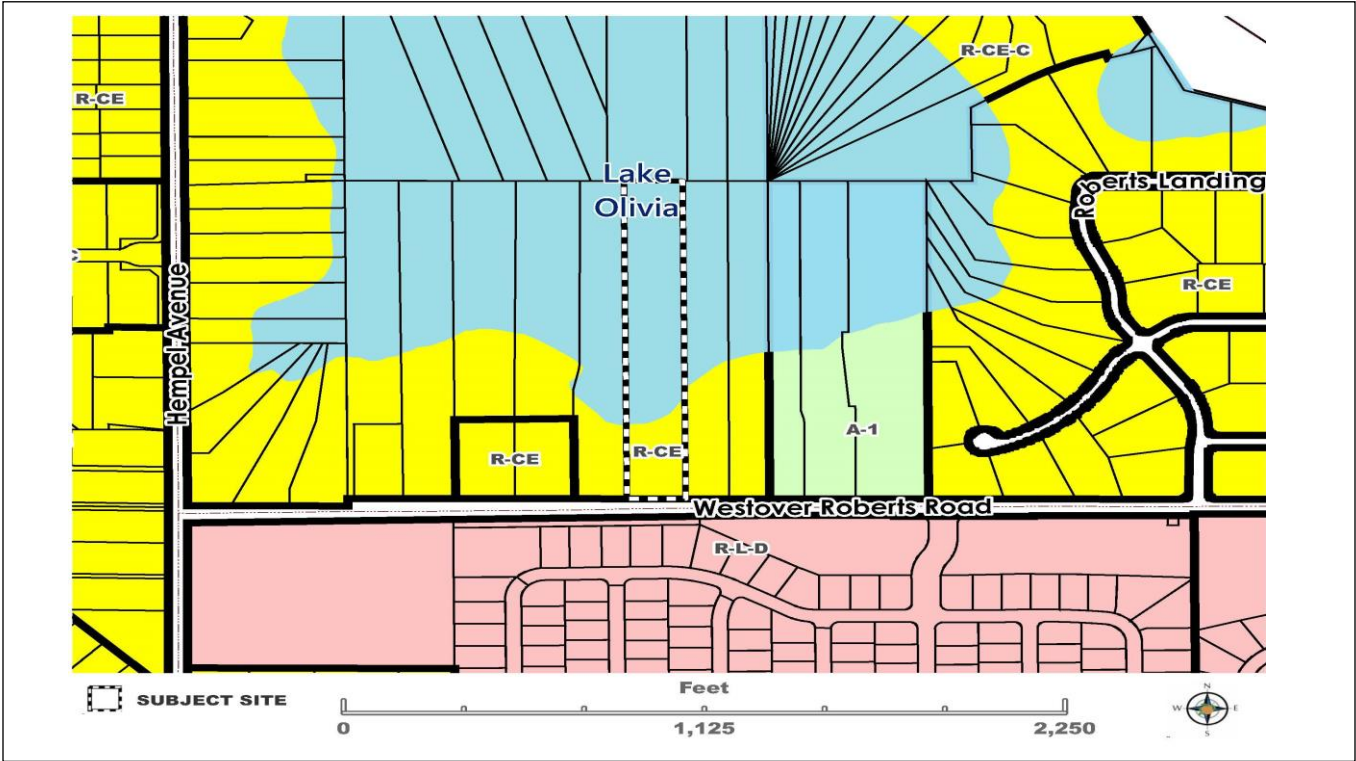 R-CE-C
R-CE
Lake
Olivia
Roberts Landing
R-CE
Hempel Avenue
A-1
R-CE
R-CE
Westover Roberts Road
R-L-D
SUBJECT SITE
Feet
0
1,125
2,250
N
W
E
S